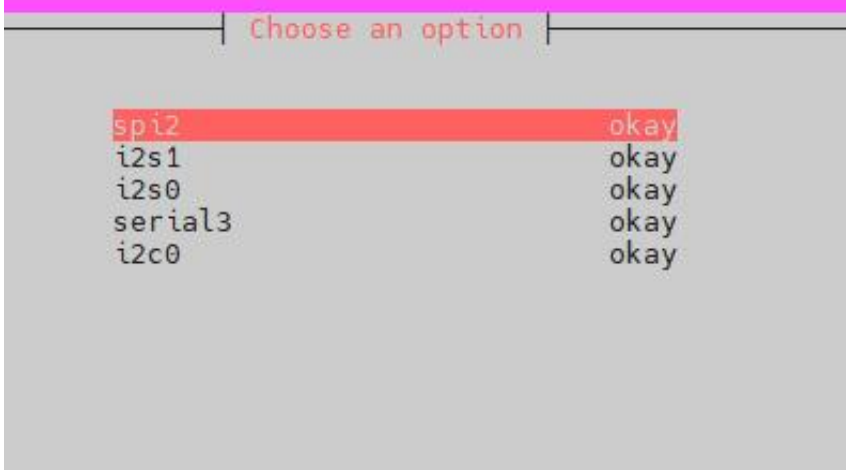 Choose an option
spi2 okay
i2s1 okay
i2s0 okay
serial3 okay
i2c0 okay